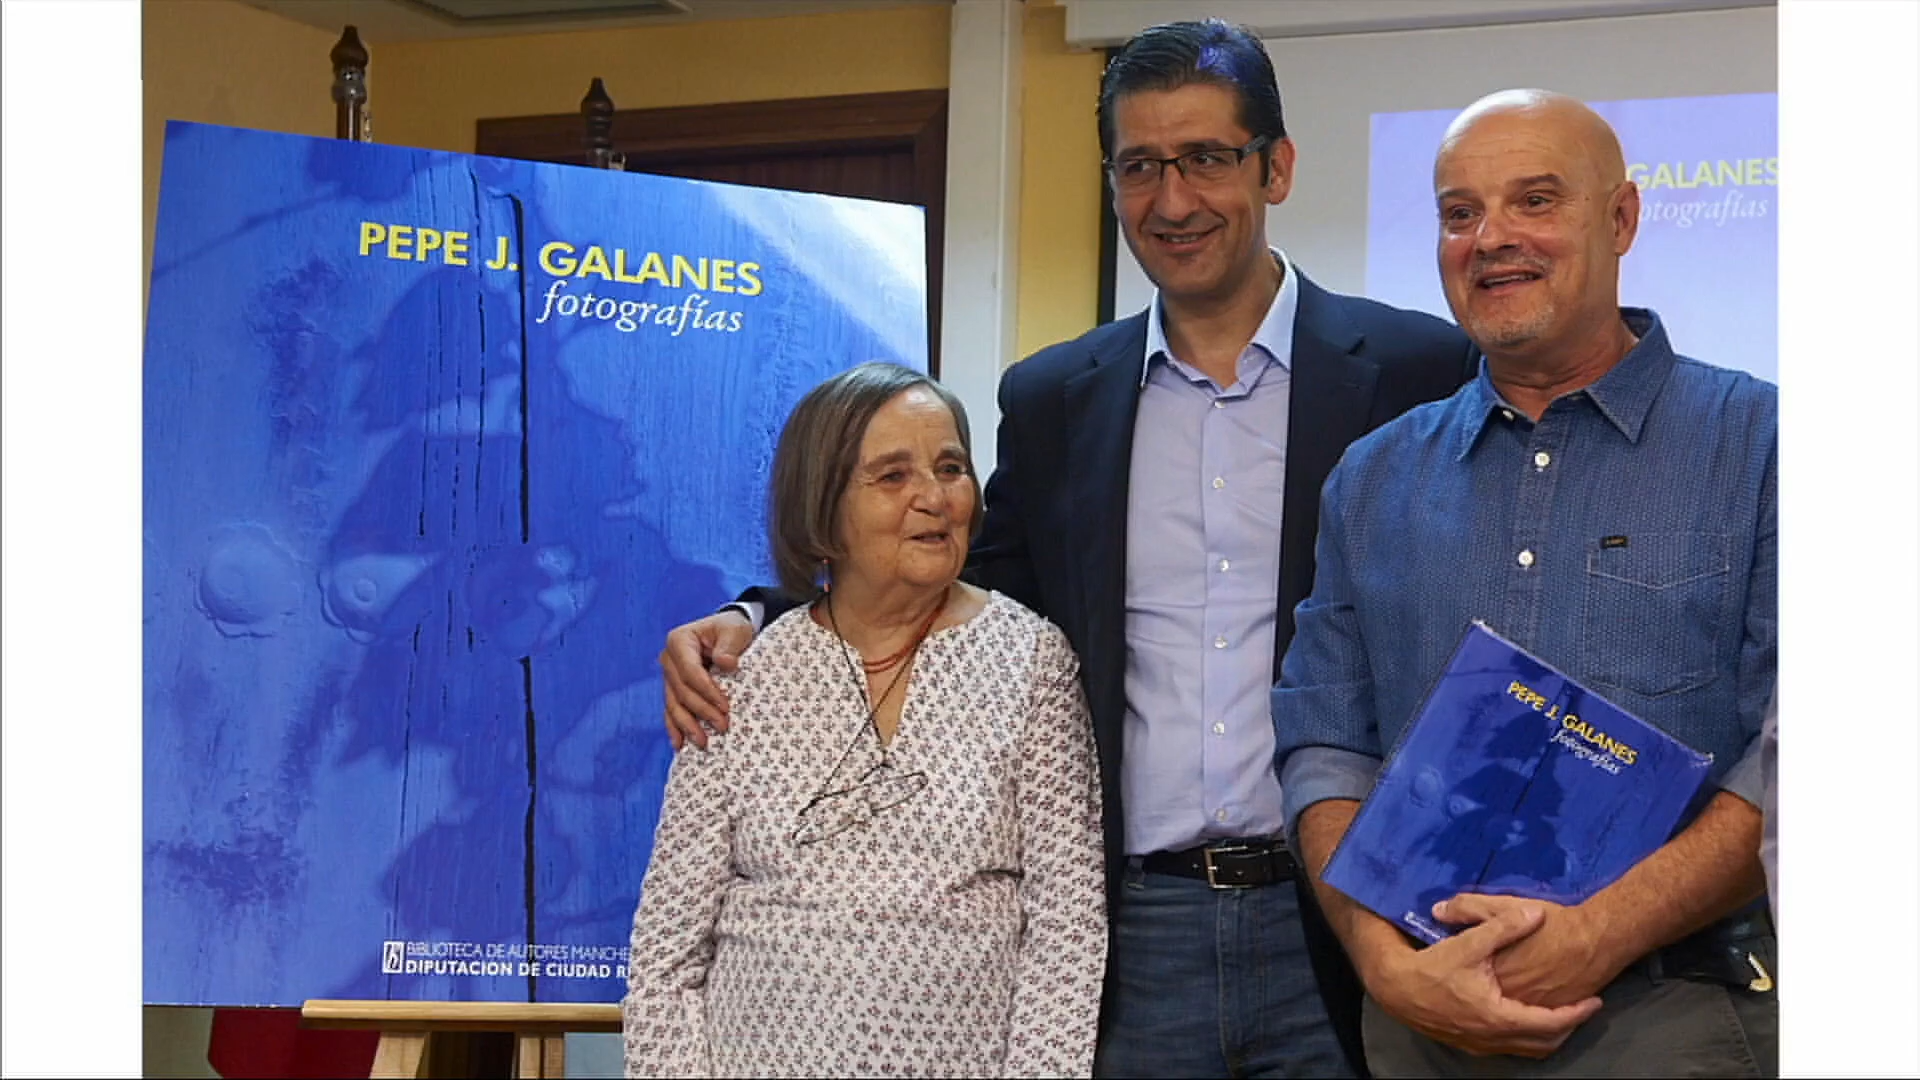 PEPE J. GALANES
fotografías
BIBLIOTECA DE AUTORES MANCHE
DIPUTACION DE CIUDAD R
GALANES
fotografías
PEPE J. GALANES
fotografías